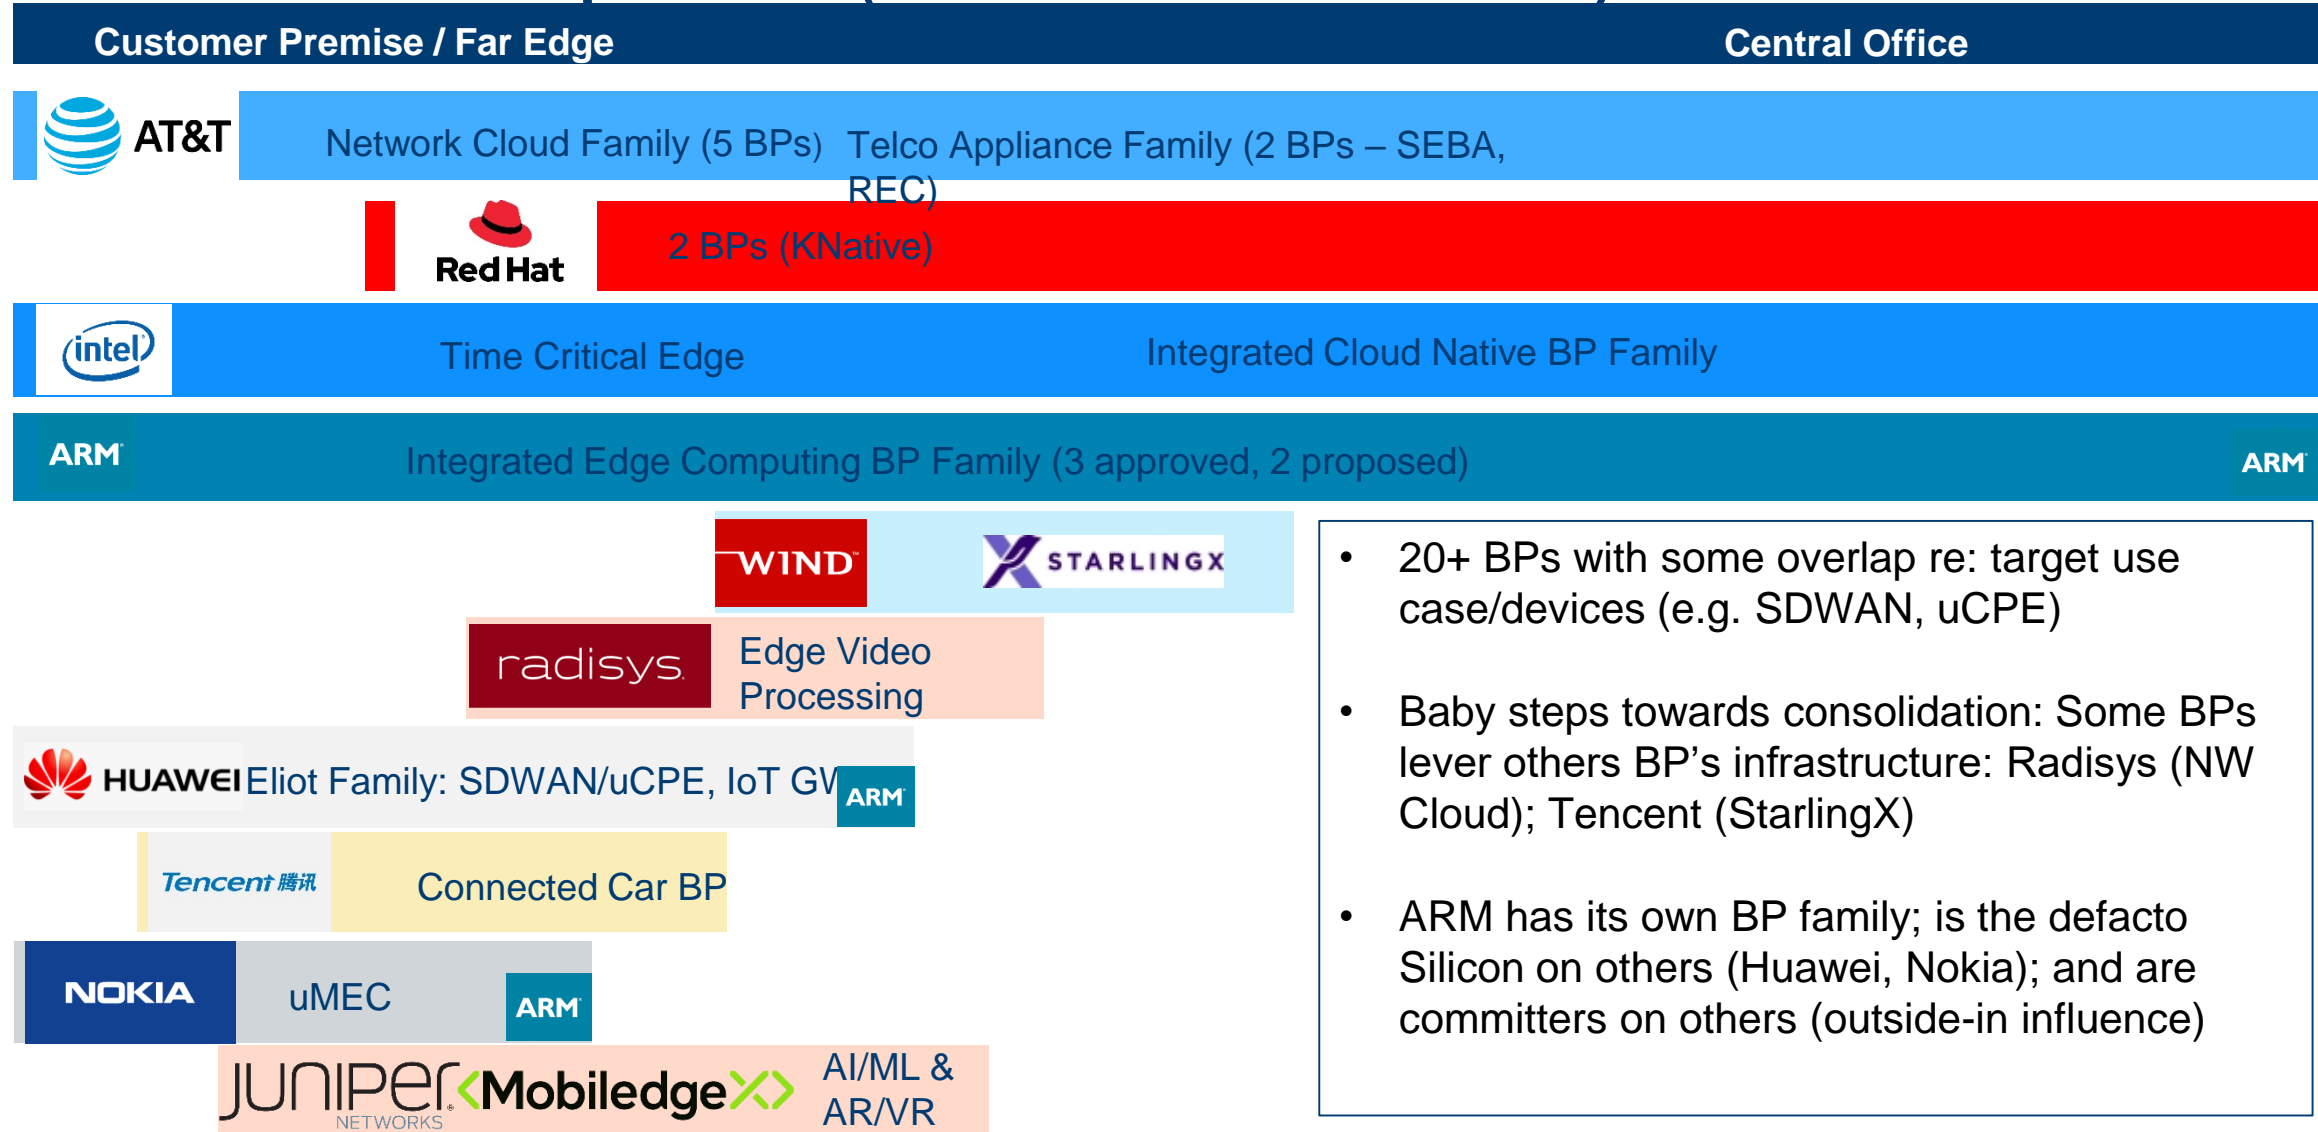 Customer Premise / Far Edge
Central Office
AT&T
Network Cloud Family (5 BPs)
Telco Appliance Family (2 BPs – SEBA,
REC)
Red Hat
2 BPs (KNative)
intel
Time Critical Edge
Integrated Cloud Native BP Family
ARM
Integrated Edge Computing BP Family (3 approved, 2 proposed)
ARM
WIND
STARLINGX
radisys.
Edge Video
Processing
HUAWEI
Eliot Family: SDWAN/uCPE, IoT GW
ARM
Tencent 腾讯
Connected Car BP
NOKIA
uMEC
ARM
JUNIPER
NETWORKS
<MobiledgeX>
AI/ML &
AR/VR
• 20+ BPs with some overlap re: target use
case/devices (e.g. SDWAN, uCPE)
• Baby steps towards consolidation: Some BPs
lever others BP’s infrastructure: Radisys (NW
Cloud); Tencent (StarlingX)
• ARM has its own BP family; is the defacto
Silicon on others (Huawei, Nokia); and are
committers on others (outside-in influence)